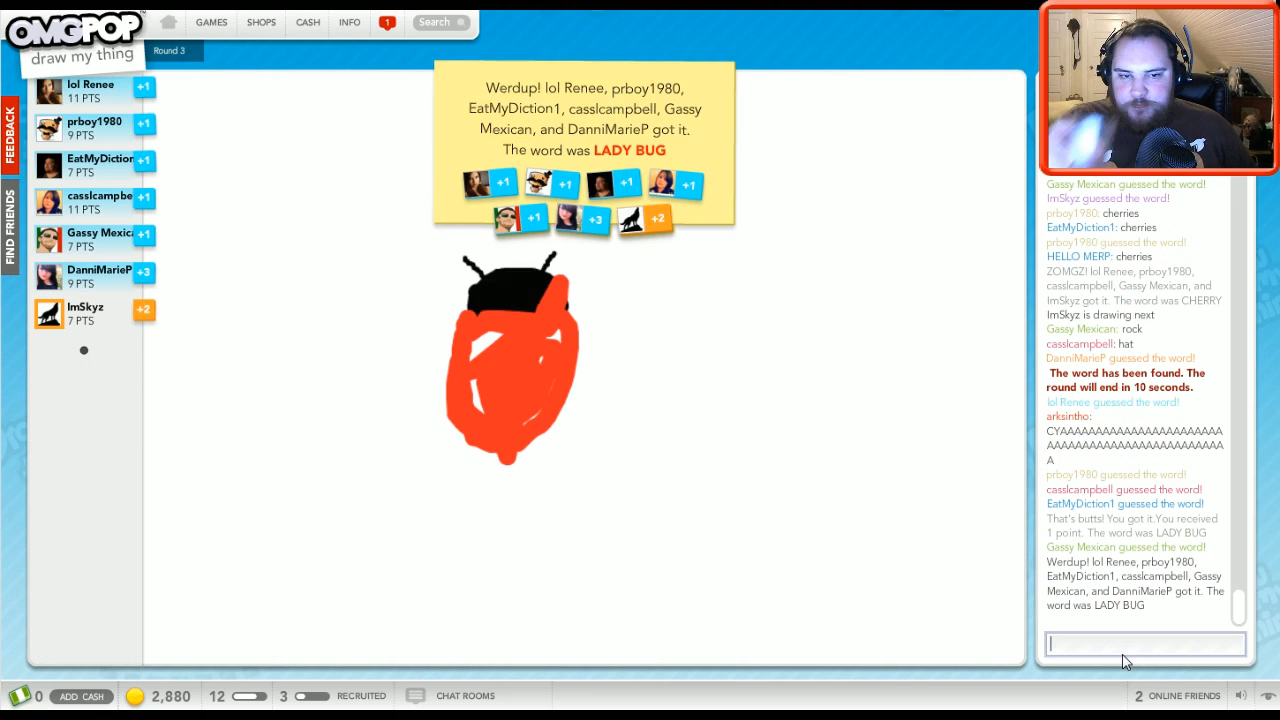 OMGPOP
draw my thing
GAMES
SHOPS
CASH
INFO
1
Search
Round 3
FEEDBACK
FIND FRIENDS
lol Renee
11 PTS
+1
prboy1980
9 PTS
+1
EatMyDiction
7 PTS
+1
casslcampbe
11 PTS
+1
Gassy Mexica
7 PTS
+1
DanniMarieP
9 PTS
+3
ImSkyz
7 PTS
+2
Werdup! lol Renee, prboy1980,
EatMyDiction1, casslcampbell, Gassy
Mexican, and DanniMarieP got it.
The word was LADY BUG
+1 +1 +1 +1
+1 +3 +2
Gassy Mexican guessed the word!
ImSkyz guessed the word!
prboy1980: cherries
EatMyDiction1: cherries
prboy1980 guessed the word!
HELLO MERP: cherries
ZOMGZ! lol Renee, prboy1980,
casslcampbell, Gassy Mexican, and
ImSkyz got it. The word was CHERRY
ImSkyz is drawing next
Gassy Mexican: rock
casslcampbell: hat
DanniMarieP guessed the word!
The word has been found. The
round will end in 10 seconds.
lol Renee guessed the word!
arksintho:
CYAAAAAAAAAAAAAAAAAAAAAAA
AAAAAAAAAAAAAAAAAAAAAAAAA
A
prboy1980 guessed the word!
casslcampbell guessed the word!
EatMyDiction1 guessed the word!
That's butts! You got it.You received
1 point. The word was LADY BUG
Gassy Mexican guessed the word!
Werdup! lol Renee, prboy1980,
EatMyDiction1, casslcampbell, Gassy
Mexican, and DanniMarieP got it. The
word was LADY BUG
0
ADD CASH
2,880
12
3
RECRUITED
CHAT ROOMS
2 ONLINE FRIENDS